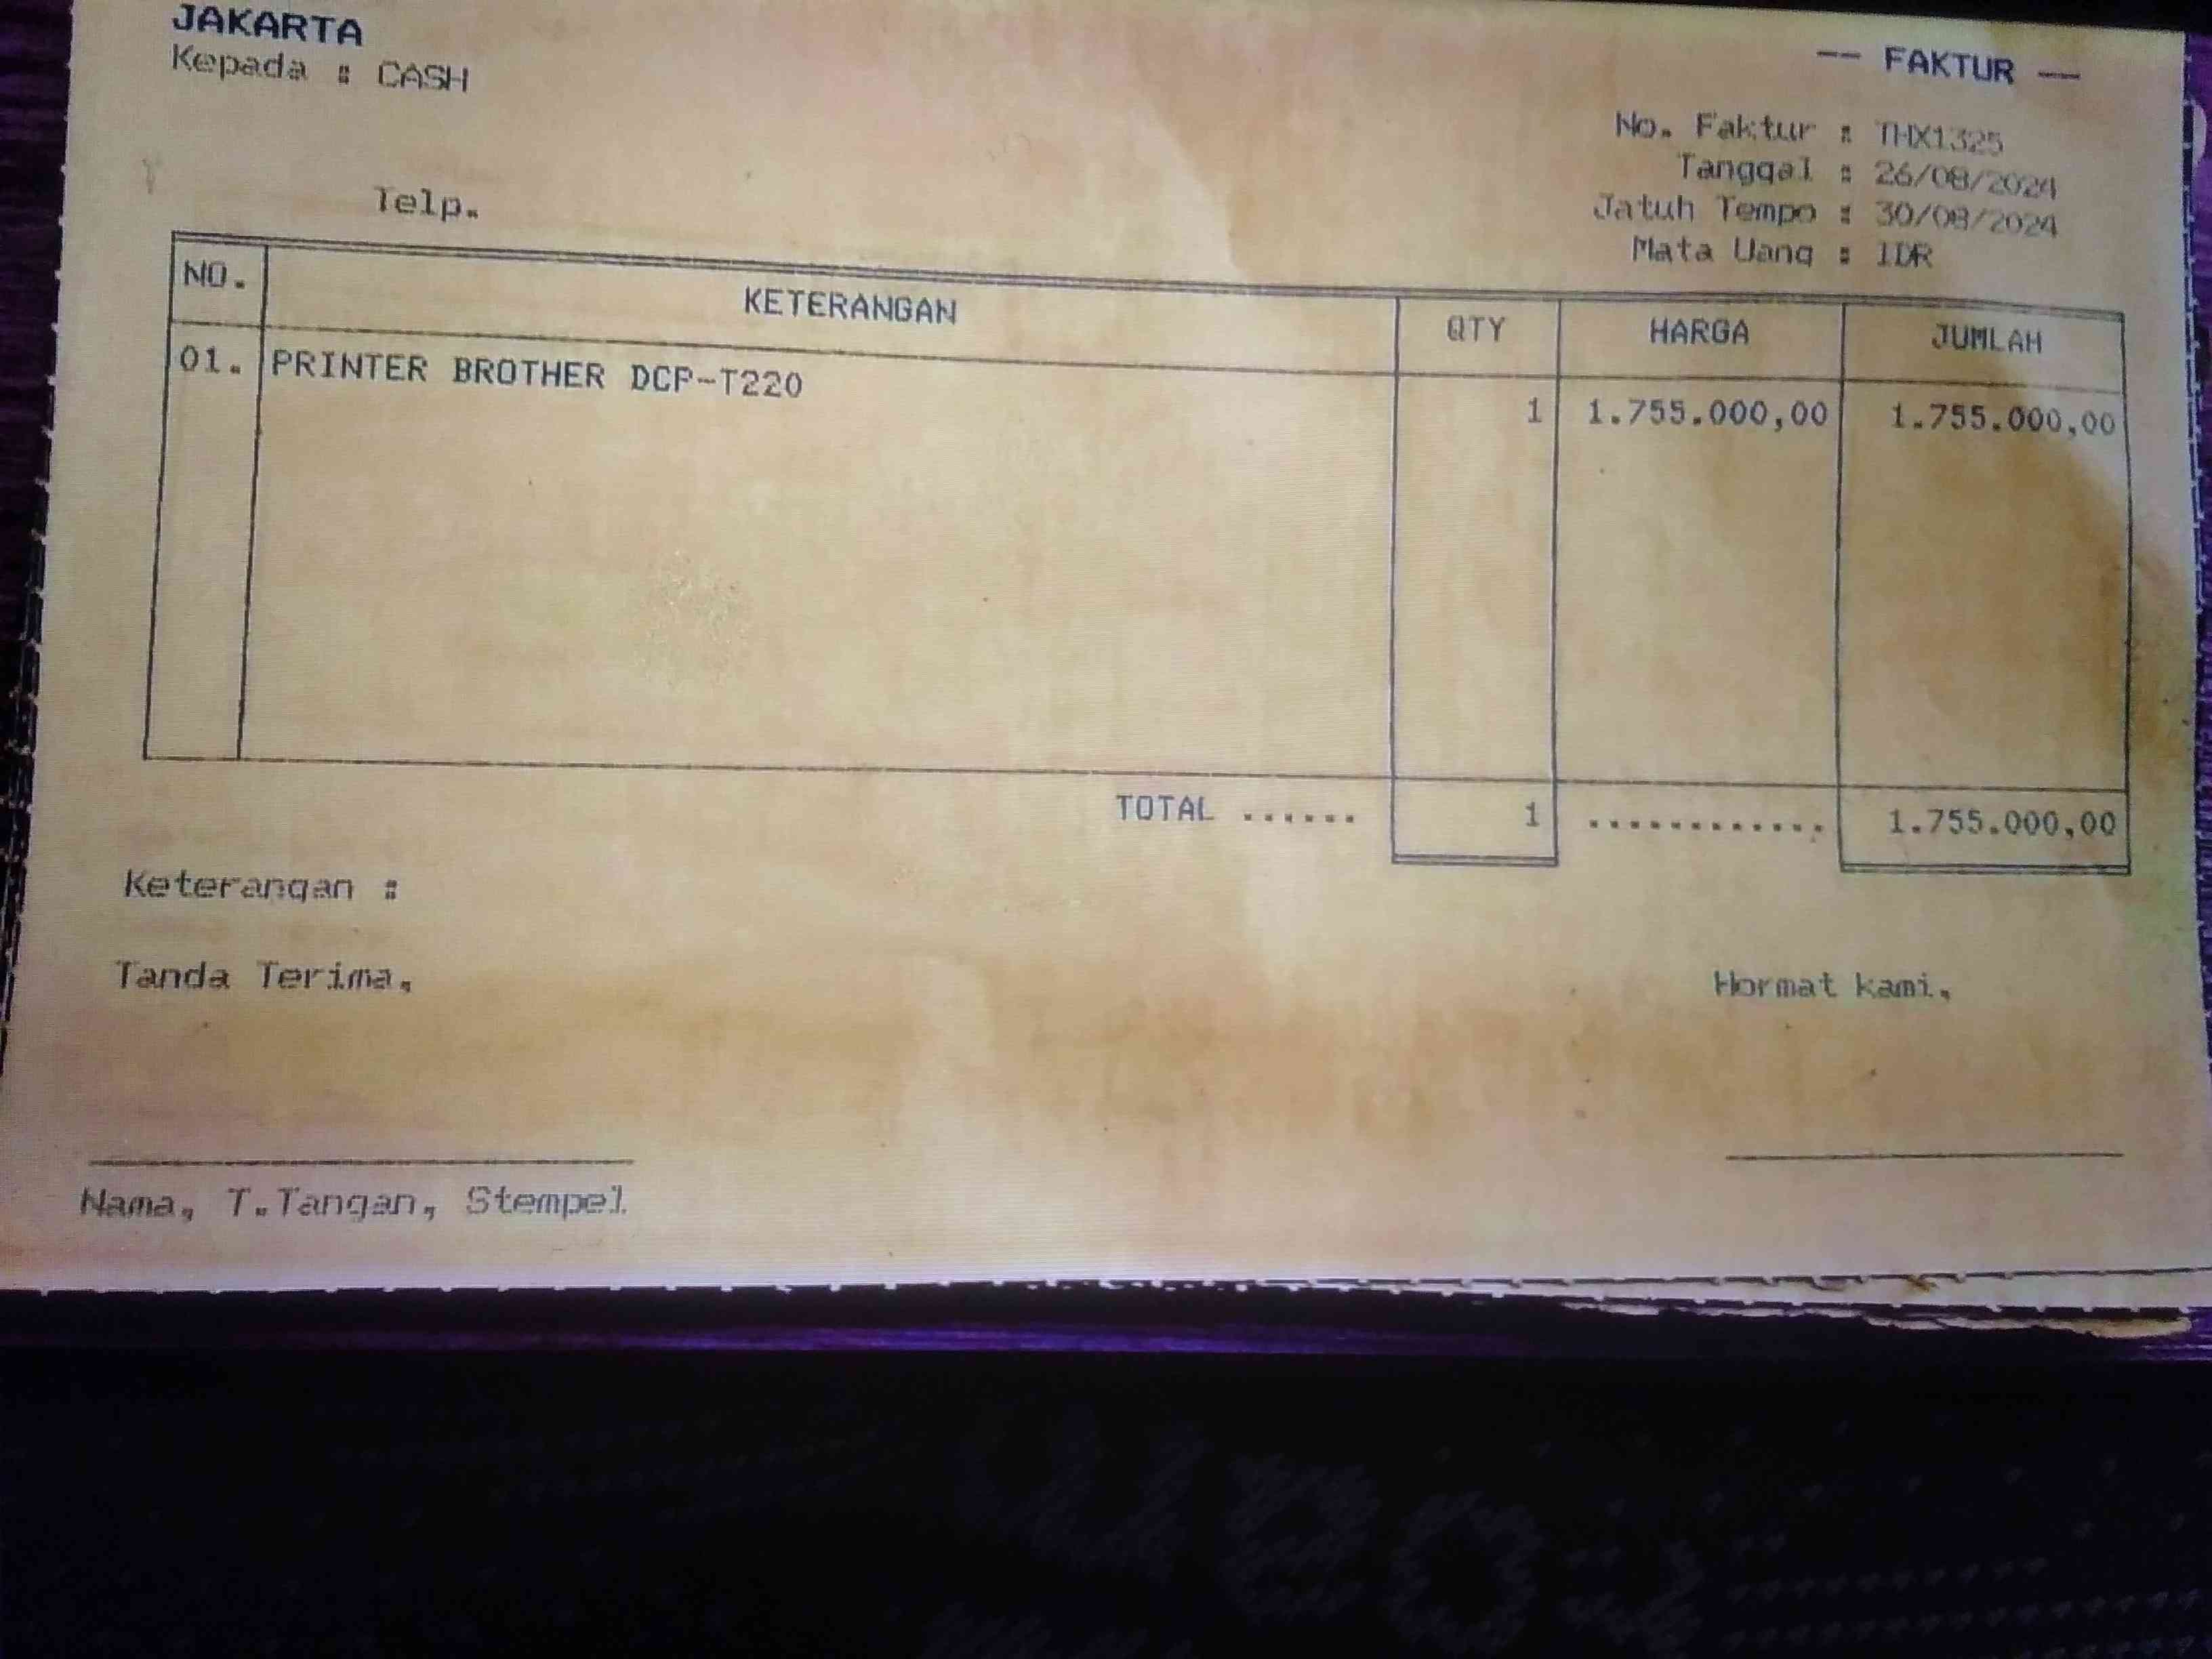 JAKARTA
Kepada : CASH
-- FAKTUR --
No. Faktur : THX1325
Tanggal : 26/08/2024
Jatuh Tempo : 30/08/2024
Mata Uang : IDR
Telp.
NO. KETERANGAN QTY HARGA JUMLAH
01. PRINTER BROTHER DCP-T220 1 1.755.000,00 1.755.000,00
TOTAL ...... 1 ............ 1.755.000,00
Keterangan :
Tanda Terima, Hormat kami,
Nama, T.Tangan, Stempel